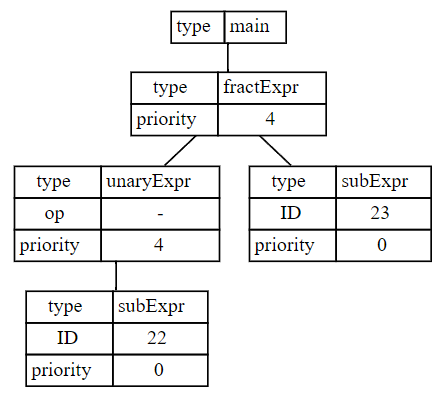 type main
type fractExpr
priority 4
type unaryExpr
op -
priority 4
type subExpr
ID 23
priority 0
type subExpr
ID 22
priority 0